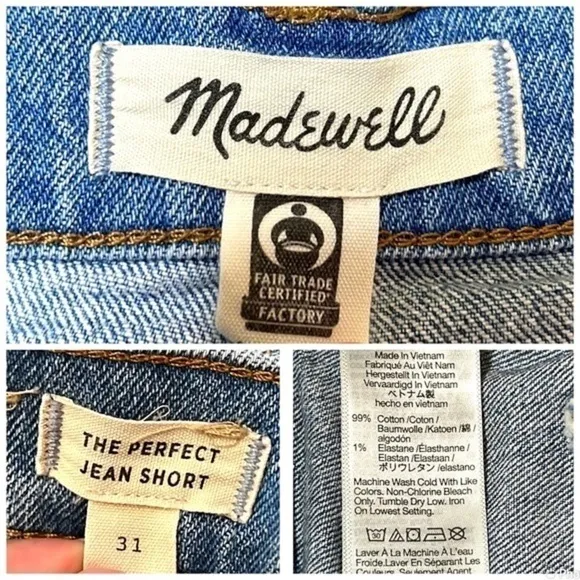 Madewell
FAIR TRADE
CERTIFIED
FACTORY
THE PERFECT
JEAN SHORT
31
Made In Vietnam
Fabriqué Au Viêt Nam
Hergestellt In Vietnam
Vervaardigd In Vietnam
ベトナム製
hecho en vietnam
99% Cotton /Coton /
Baumwolle /Katoen /綿 /
algodón
1% Elastane /Élasthanne /
Elastan /Elastaan /
ポリウレタン /elastano
Machine Wash Cold With Like
Colors. Non-Chlorine Bleach
Only. Tumble Dry Low. Iron
On Lowest Setting.
Laver À La Machine À L'eau
Froide.Laver En Séparant Les
Couleurs. Seulement Agent